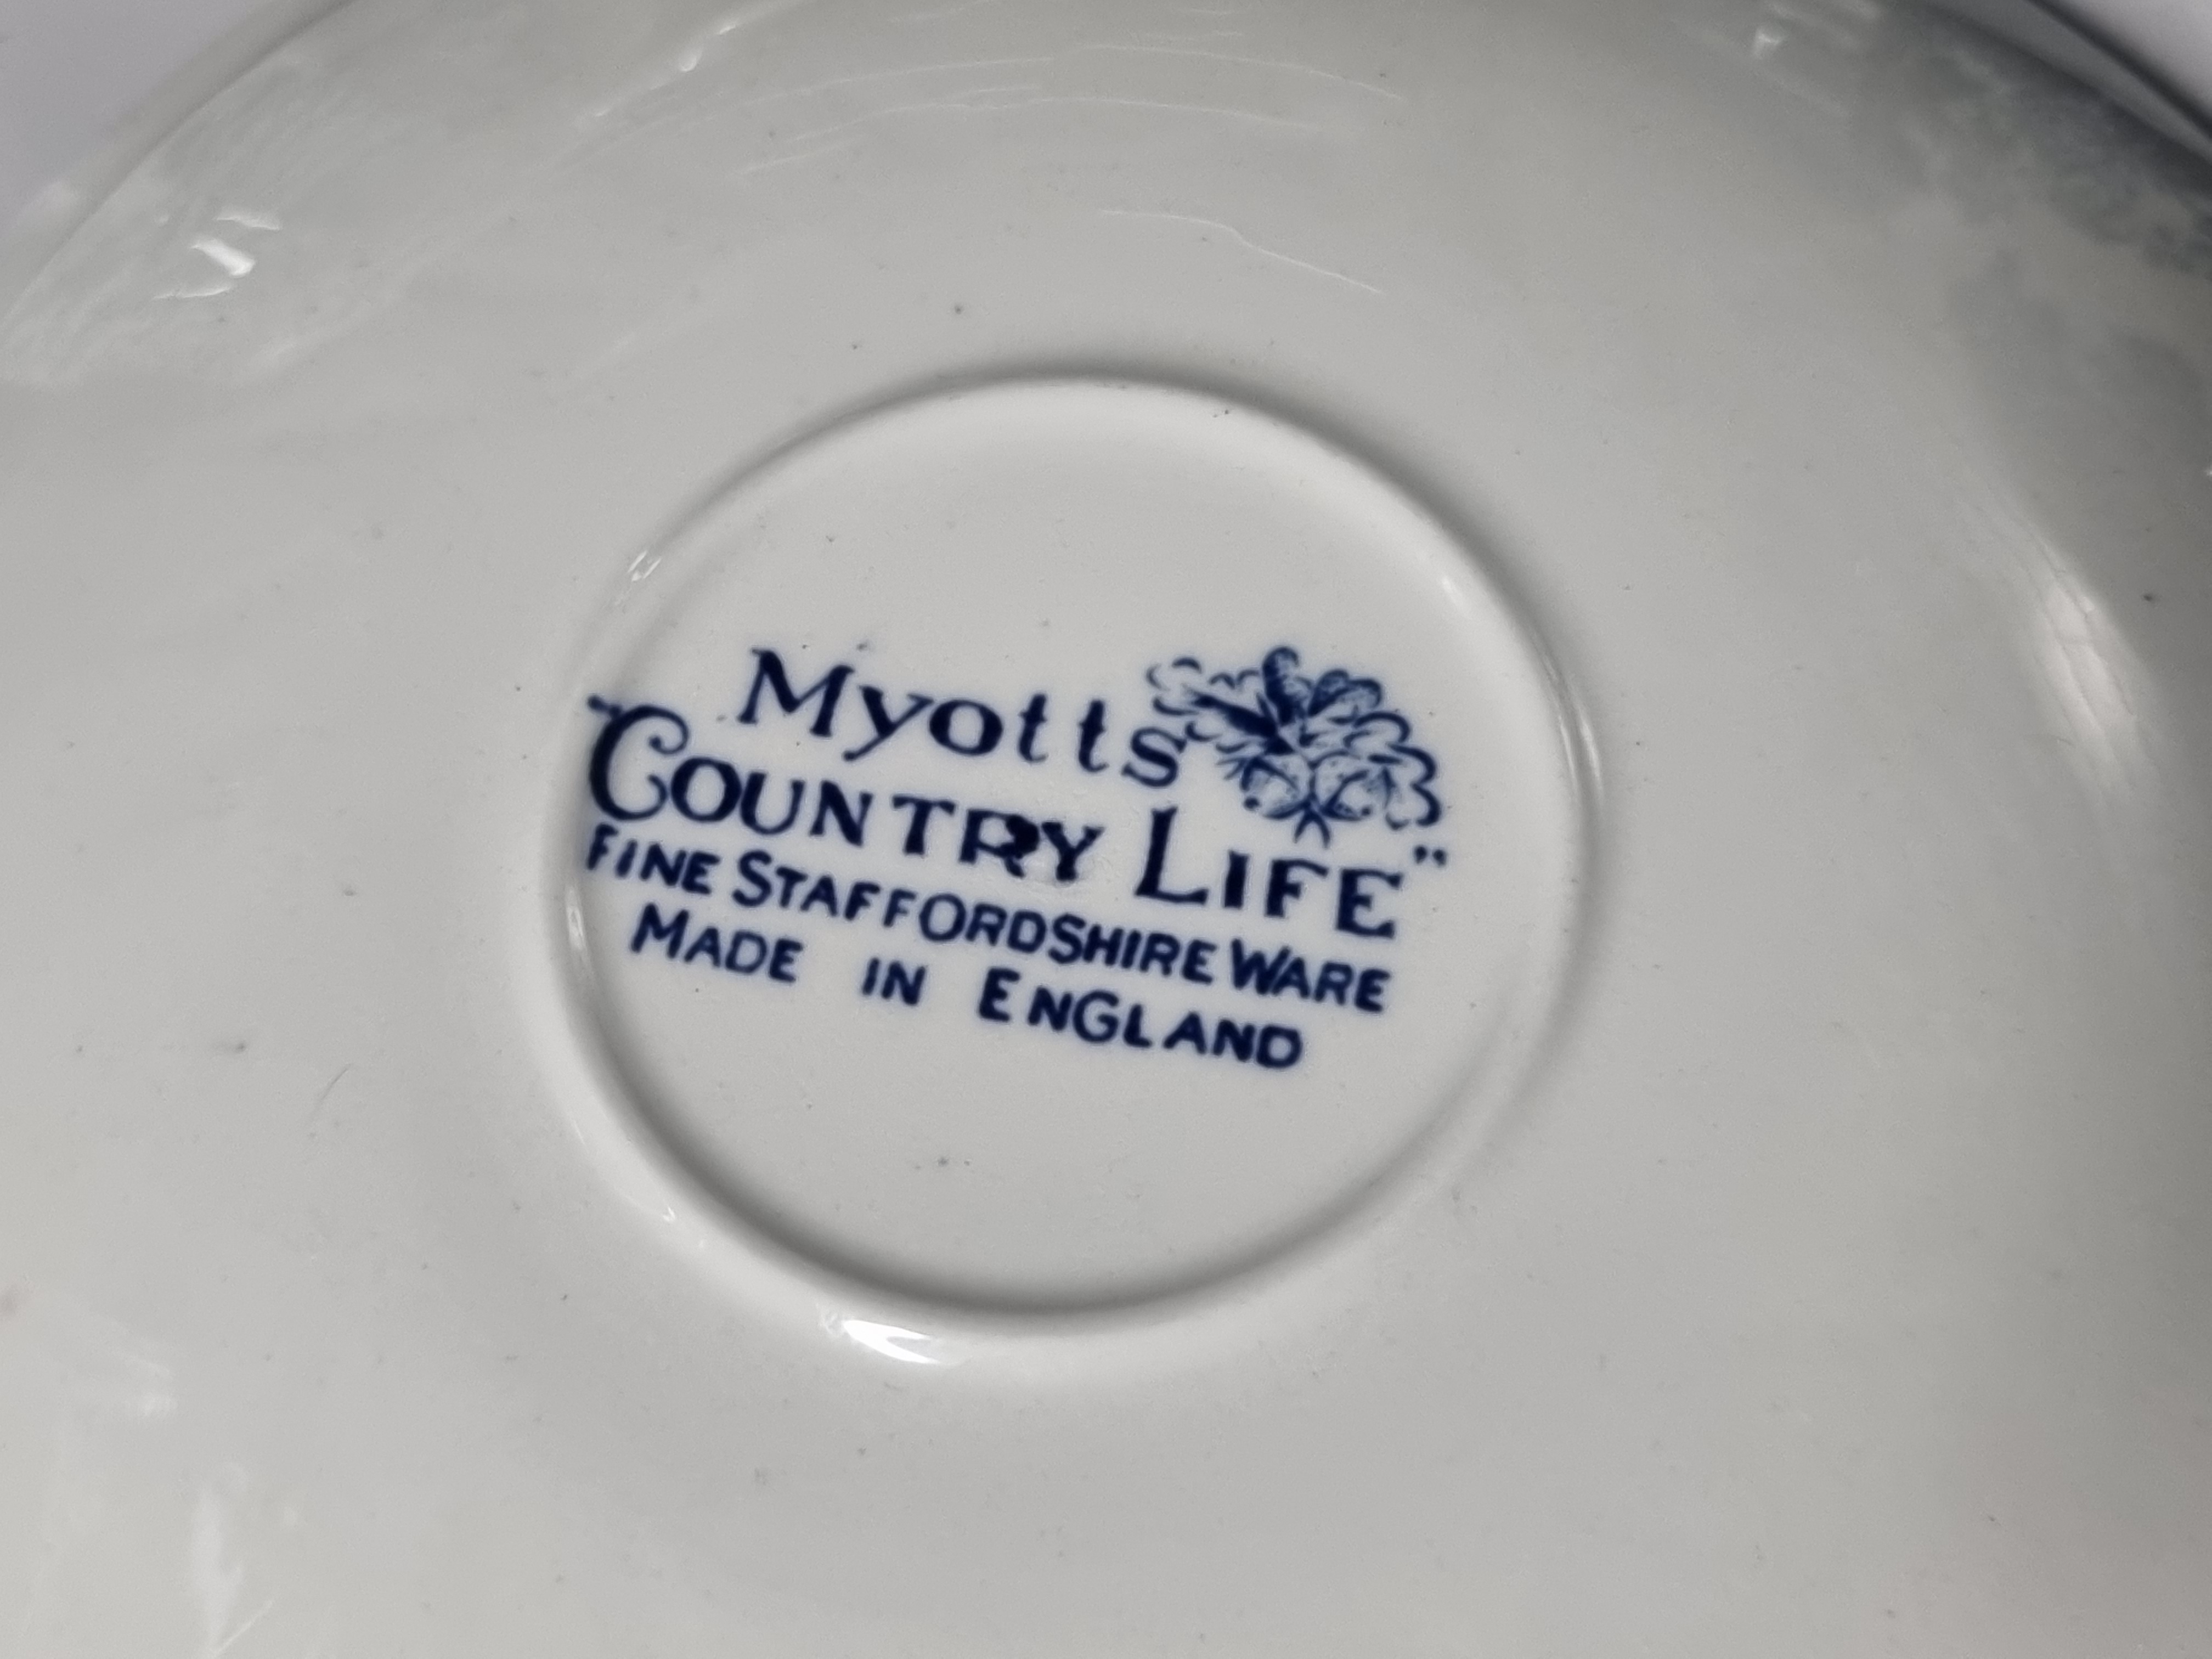 Myotts
"COUNTRY LIFE"
FINE STAFFORDSHIRE WARE
MADE IN ENGLAND